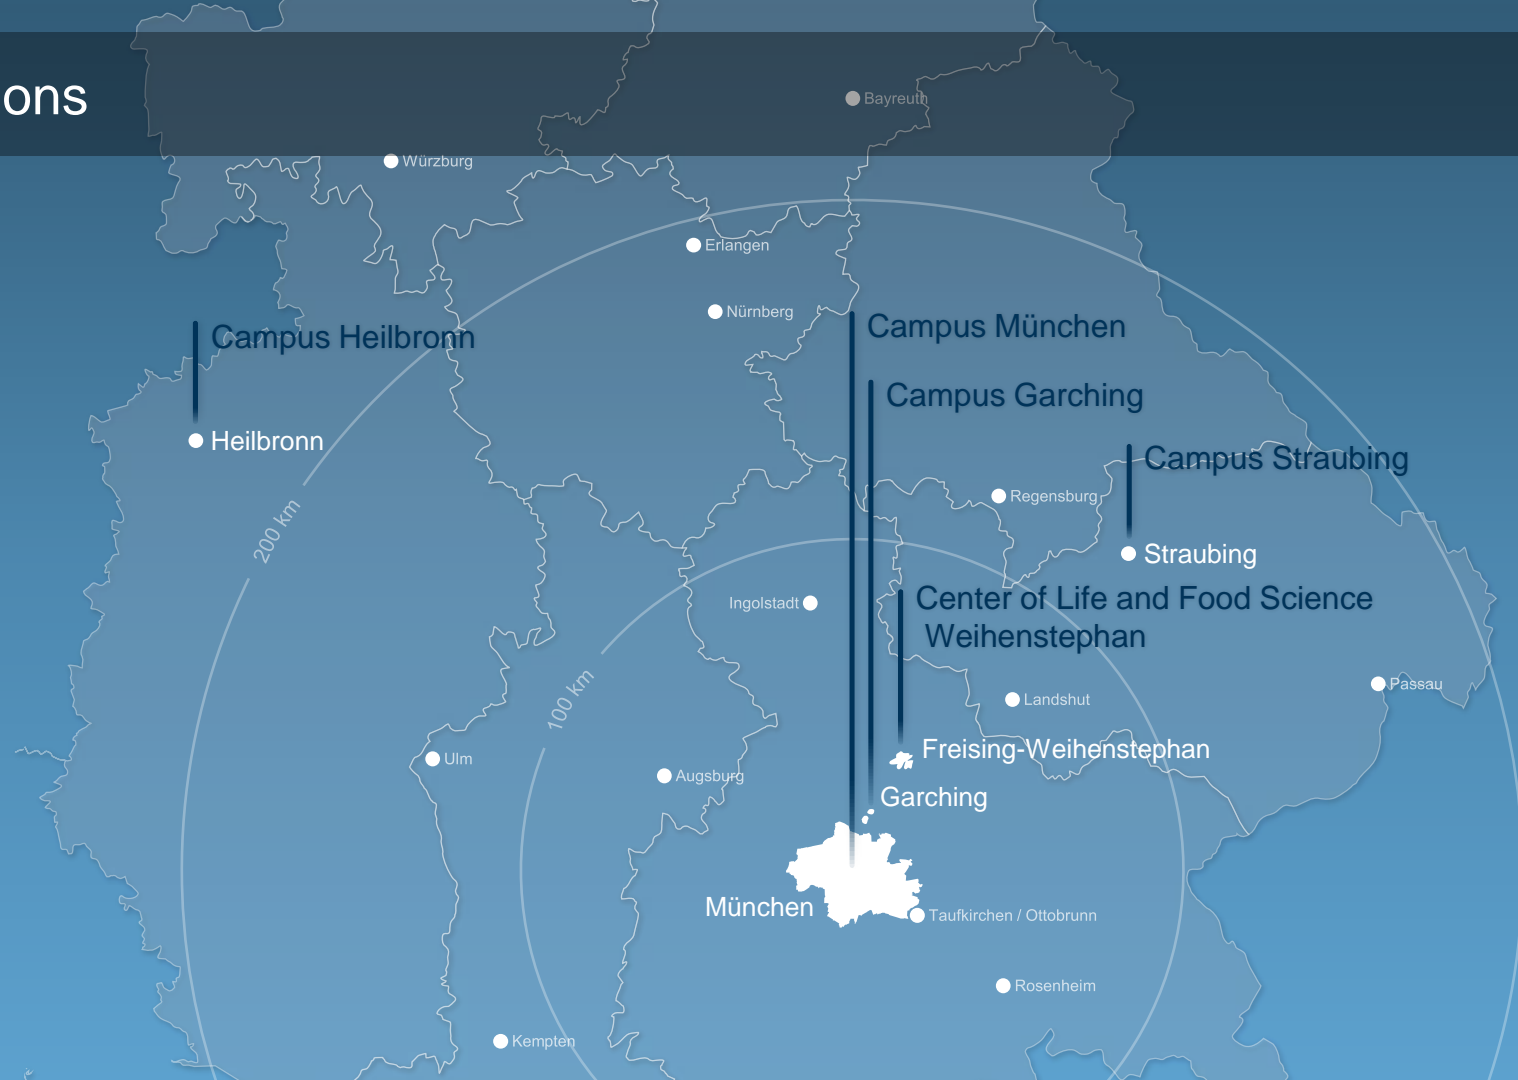 ons
Bayreuth
Würzburg
Erlangen
Nürnberg
Campus Heilbronn
Campus München
Campus Garching
Heilbronn
Campus Straubing
Regensburg
200 km
Straubing
Ingolstadt
Center of Life and Food Science
Weihenstephan
100 km
Landshut
Passau
Freising-Weihenstephan
Ulm
Augsburg
Garching
München
Taufkirchen / Ottobrunn
Rosenheim
Kempten